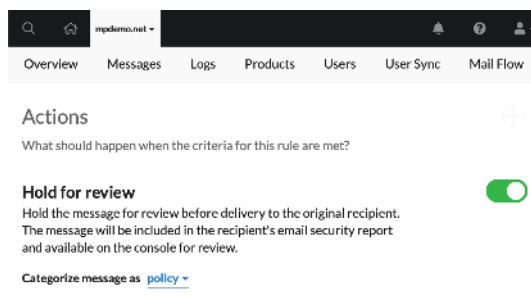 mpdemo.net
Overview Messages Logs Products Users User Sync Mail Flow
Actions
What should happen when the criteria for this rule are met?
Hold for review
Hold the message for review before delivery to the original recipient.
The message will be included in the recipient's email security report
and available on the console for review.
Categorize message as policy